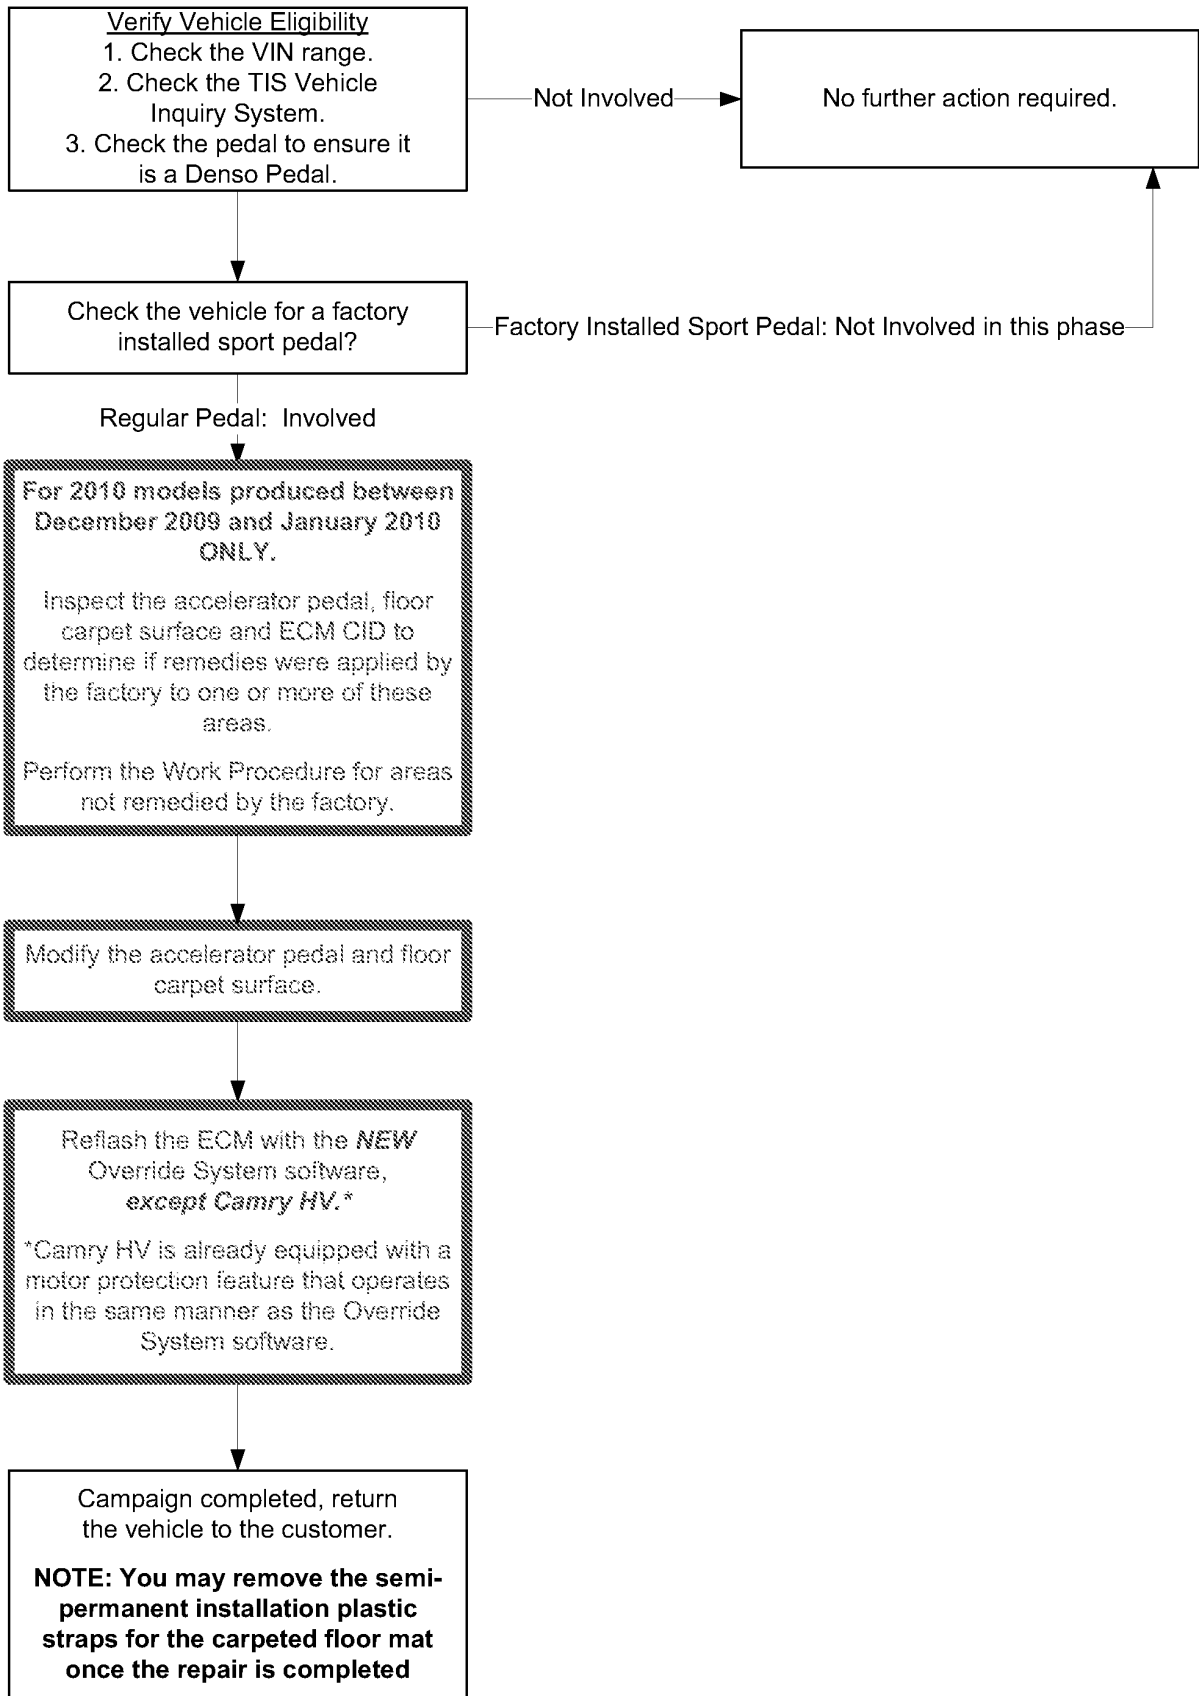 Verify Vehicle Eligibility
1. Check the VIN range.
2. Check the TIS Vehicle
Inquiry System.
3. Check the pedal to ensure it
is a Denso Pedal.
Not Involved
No further action required.
Check the vehicle for a factory
installed sport pedal?
Factory Installed Sport Pedal: Not Involved in this phase
Regular Pedal: Involved
For 2010 models produced between
December 2009 and January 2010
ONLY.
Inspect the accelerator pedal, floor
carpet surface and ECM CID to
determine if remedies were applied by
the factory to one or more of these
areas.
Perform the Work Procedure for areas
not remedied by the factory.
Modify the accelerator pedal and floor
carpet surface.
Reflash the ECM with the NEW
Override System software,
except Camry HV.*
*Camry HV is already equipped with a
motor protection feature that operates
in the same manner as the Override
System software.
Campaign completed, return
the vehicle to the customer.
NOTE: You may remove the semi-
permanent installation plastic
straps for the carpeted floor mat
once the repair is completed